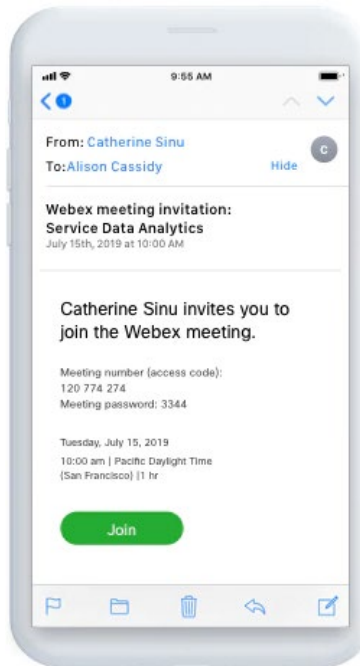 9:55 AM
1
From: Catherine Sinu
C
To:Alison Cassidy
Hide
Webex meeting invitation:
Service Data Analytics
July 15th, 2019 at 10:00 AM
Catherine Sinu invites you to
join the Webex meeting.
Meeting number (access code):
120 774 274
Meeting password: 3344
Tuesday, July 15, 2019
10:00 am | Pacific Daylight Time
(San Francisco) |1 hr
Join